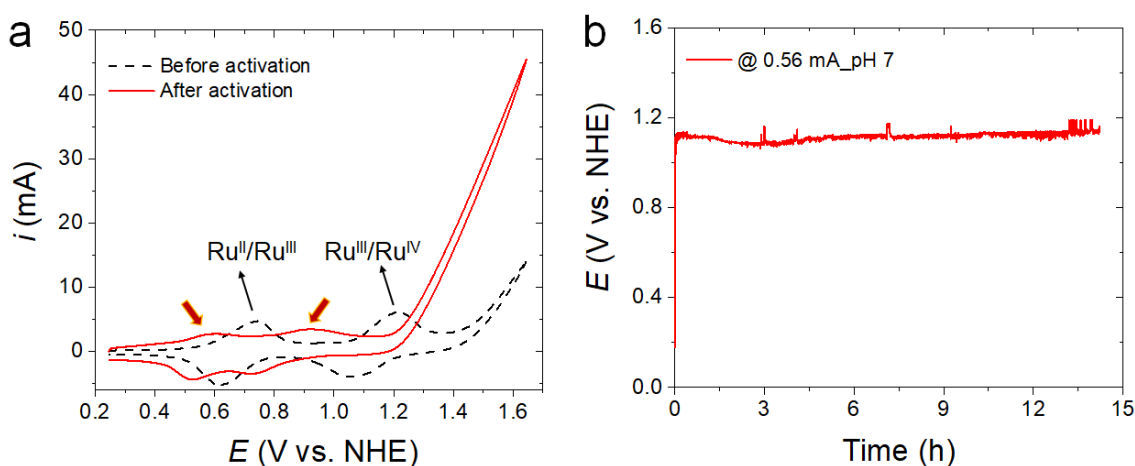 a
50
40
30
20
10
0
i (mA)
Before activation
After activation
Ruᴵᴵ/Ruᴵᴵᴵ
Ruᴵᴵᴵ/Ruᴵⱽ
0.2 0.4 0.6 0.8 1.0 1.2 1.4 1.6
E (V vs. NHE)
b
1.6
1.2
0.8
0.4
0.0
E (V vs. NHE)
@ 0.56 mA_pH 7
0 3 6 9 12 15
Time (h)